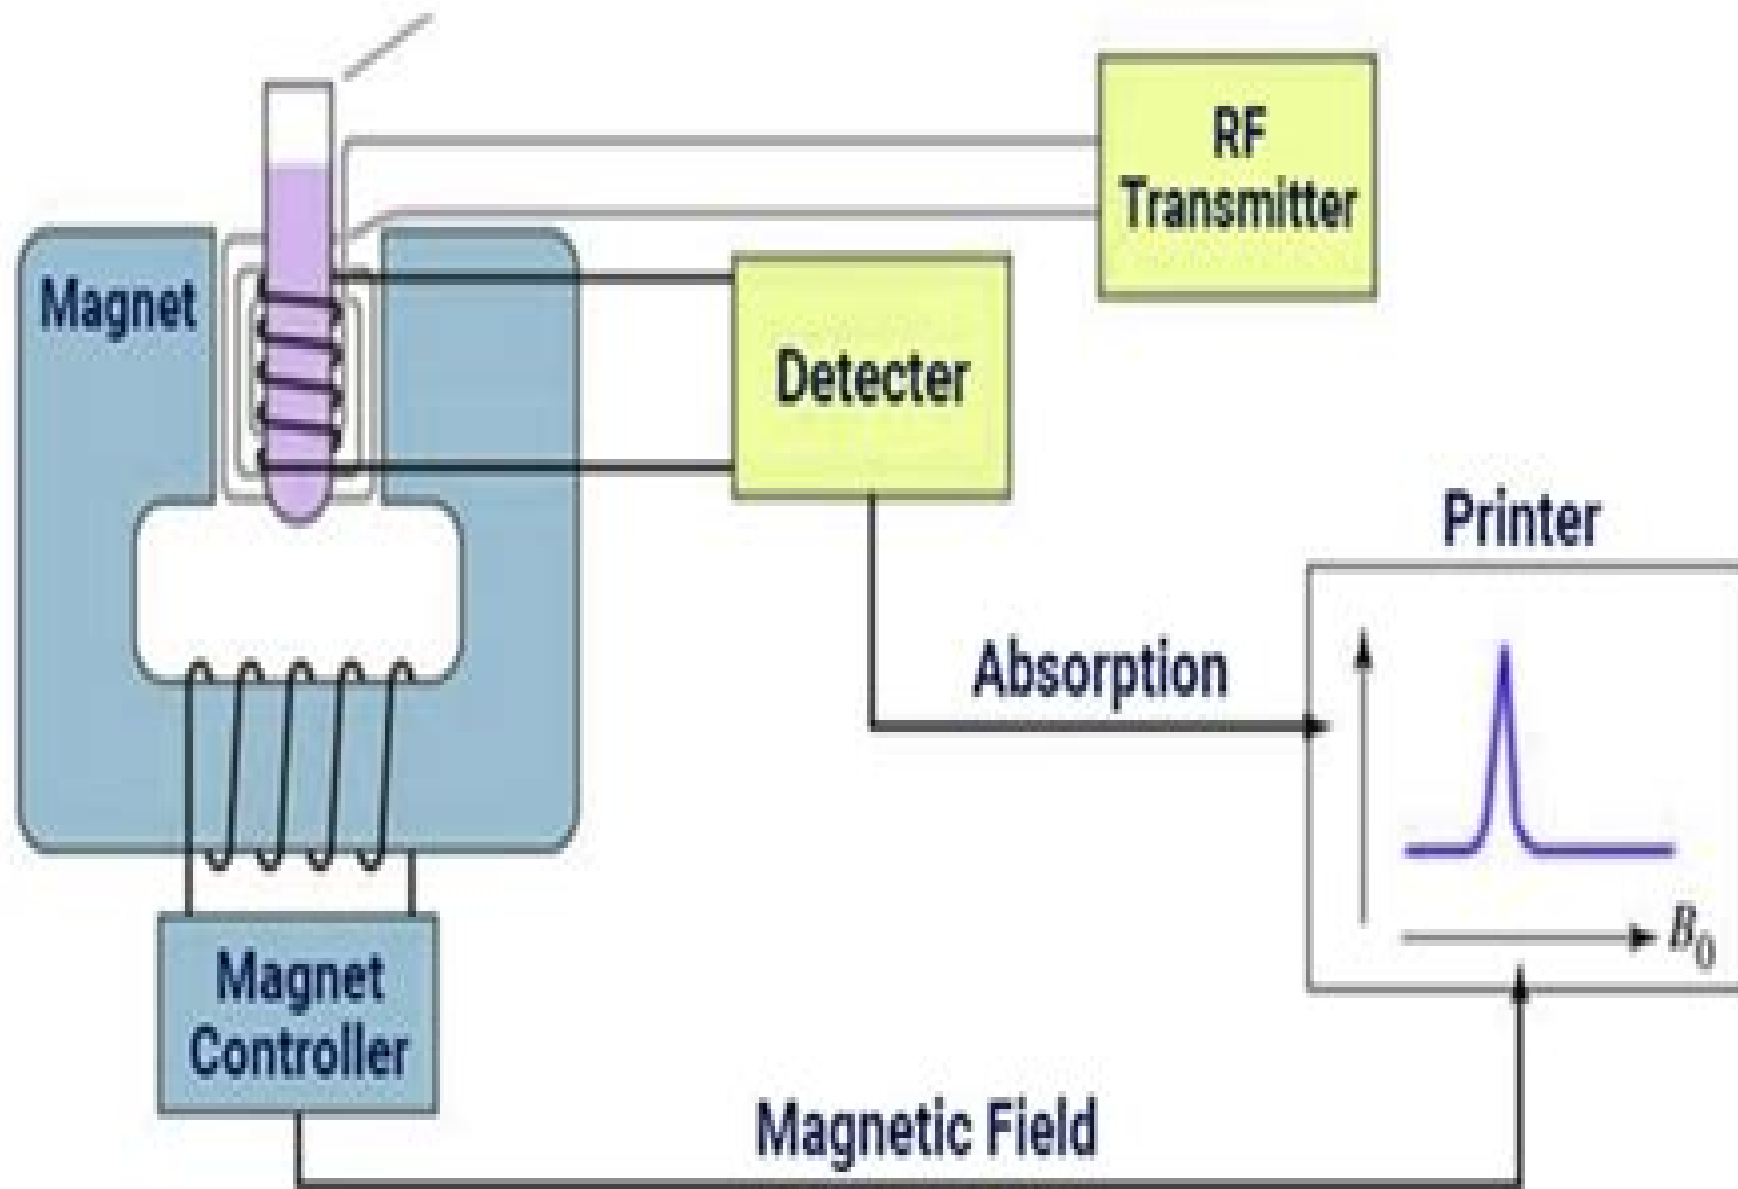 RF
Transmitter
Magnet
Detecter
Printer
Absorption
B₀
Magnet
Controller
Magnetic Field